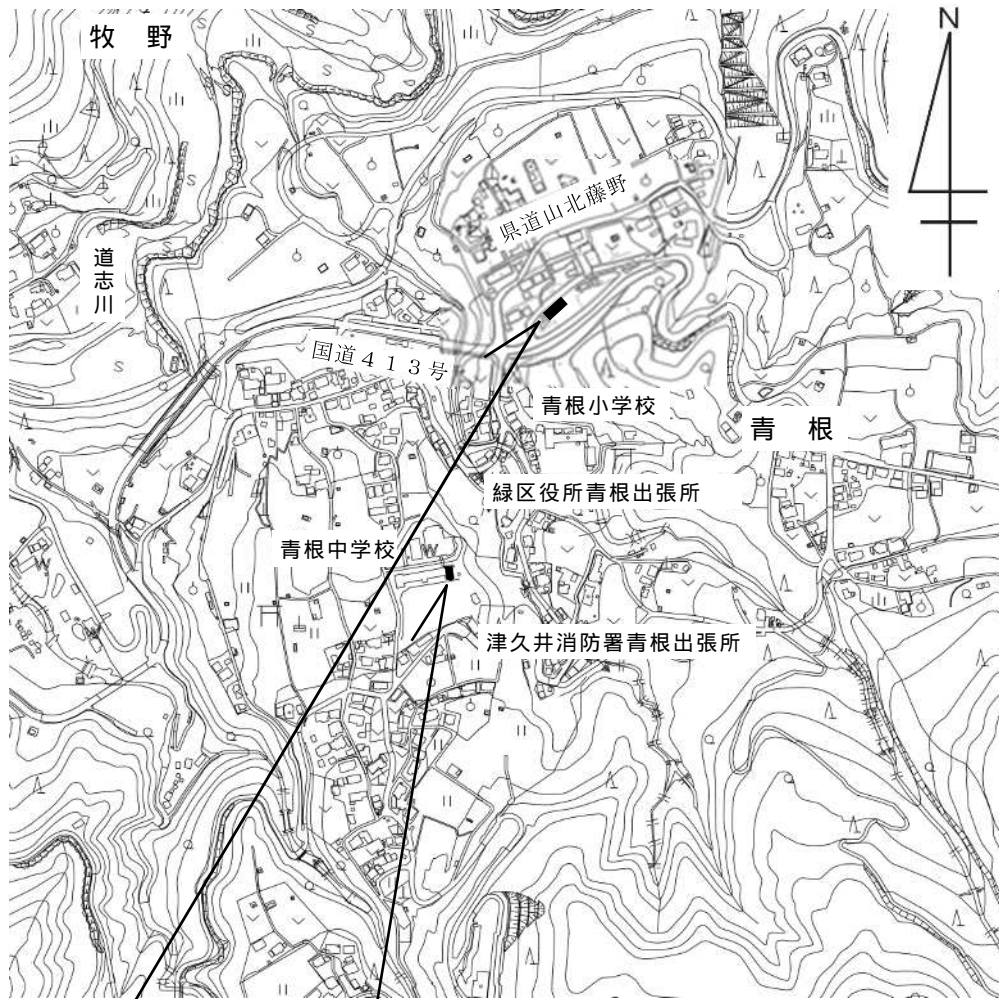 牧　野
N
県道山北藤野
道志川
国道４１３号
青根小学校
青　根
緑区役所青根出張所
青根中学校
津久井消防署青根出張所